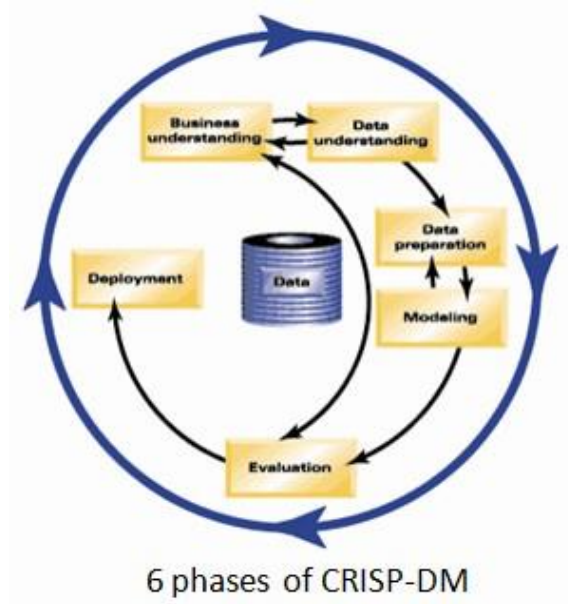 Business
understanding
Data
understanding
Data
preparation
Deployment
Data
Modeling
Evaluation
6 phases of CRISP-DM